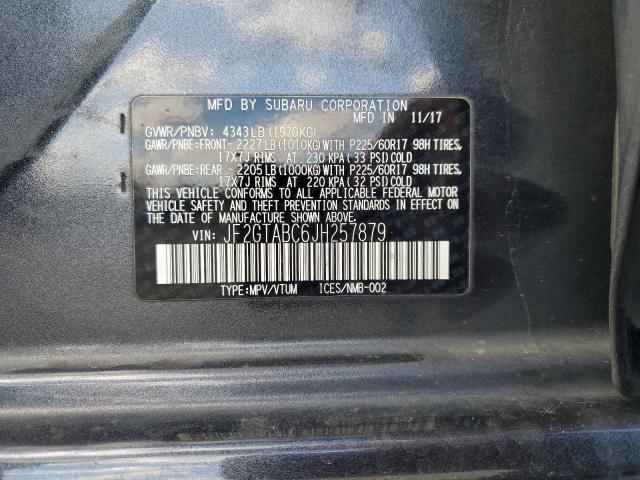 MFD BY SUBARU CORPORATION
MFD IN 11/17
GVWR/PNBV: 4343LB(1970KG)
GAWR/PNBE:FRONT- 2227LB(1010KG)WITH P225/60R17 98H TIRES,
17X7J RIMS AT 230 KPA(33 PSI)COLD
GAWR/PNBE:REAR - 2205LB(1000KG)WITH P225/60R17 98H TIRES,
17X7J RIMS AT 220 KPA(32 PSI)COLD
THIS VEHICLE CONFORMS TO ALL APPLICABLE FEDERAL MOTOR
VEHICLE SAFETY STANDARDS IN EFFECT ON THE DATE OF
MANUFACTURE SHOWN ABOVE.
VIN: JF2GTABC6JH257879
TYPE:MPV/VTUM ICES/NMB-002